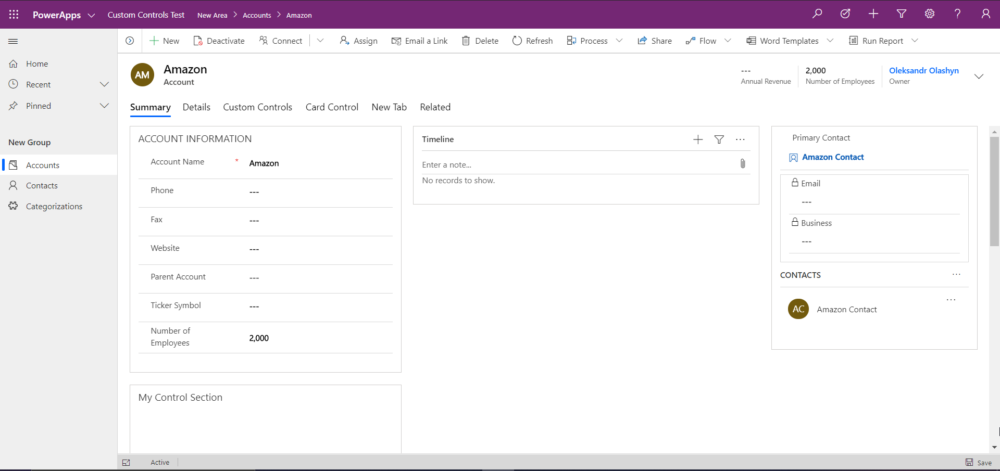 PowerApps Custom Controls Test New Area Accounts Amazon
New Deactivate Connect Assign Email a Link Delete Refresh Process Share Flow Word Templates Run Report
Home
Recent
Pinned
New Group
Accounts
Contacts
Categorizations
AM
Amazon
Account
---
Annual Revenue
2,000
Number of Employees
Oleksandr Olashyn
Owner
Summary Details Custom Controls Card Control New Tab Related
ACCOUNT INFORMATION
Account Name * Amazon
Phone ---
Fax ---
Website ---
Parent Account ---
Ticker Symbol ---
Number of
Employees
2,000
My Control Section
Timeline
Enter a note...
No records to show.
Primary Contact
Amazon Contact
Email
---
Business
---
CONTACTS
AC Amazon Contact
Active
Save